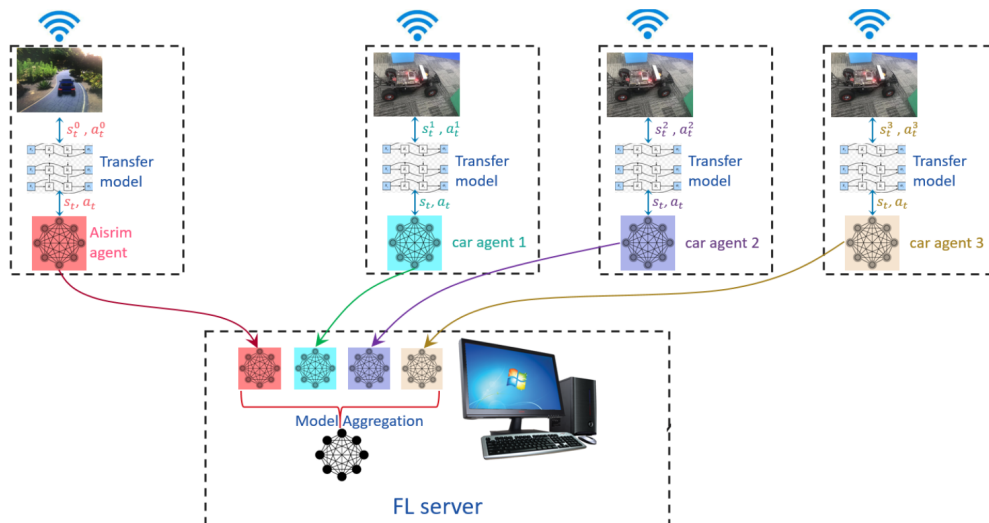 s_t^0 , a_t^0
s_t^1 , a_t^1
s_t^2 , a_t^2
s_t^3 , a_t^3
Transfer
model
Transfer
model
Transfer
model
Transfer
model
s_t, a_t
s_t, a_t
s_t, a_t
s_t, a_t
Aisrim
agent
car agent 1
car agent 2
car agent 3
Model Aggregation
FL server